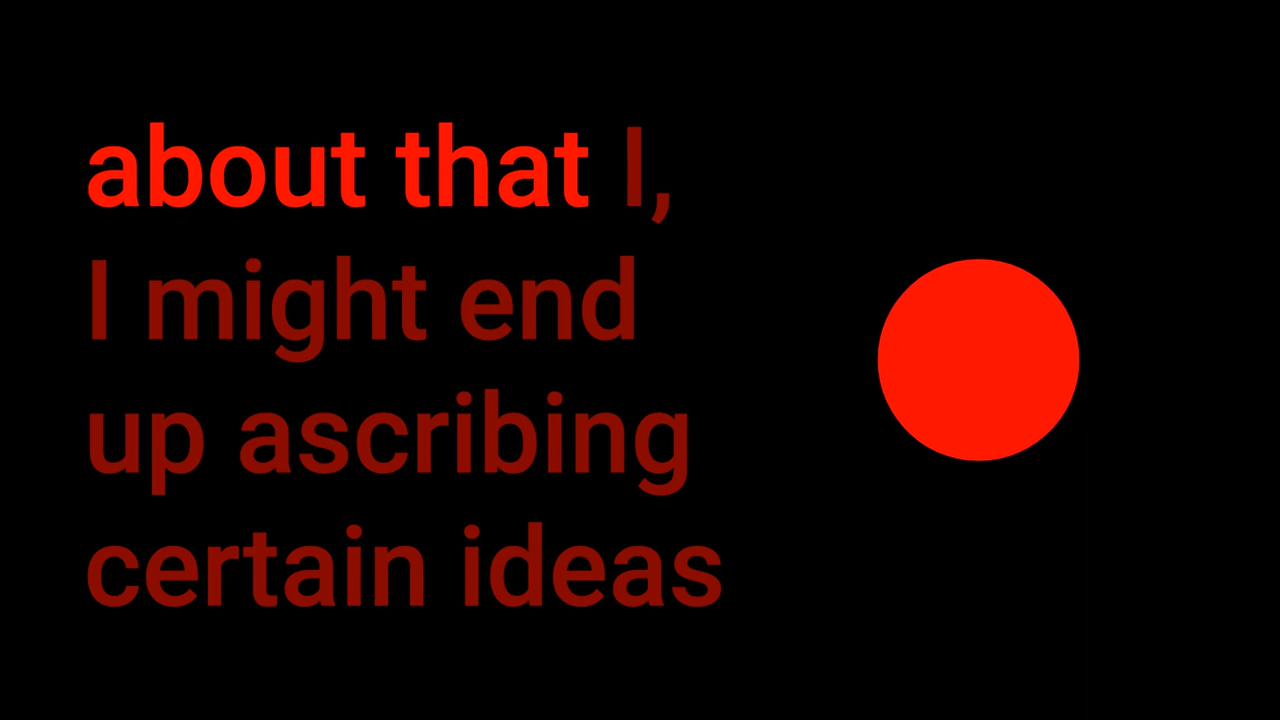 about that I,
I might end
up ascribing
certain ideas